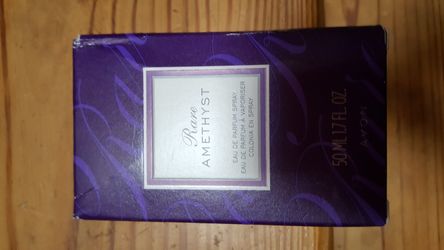 Rare
AMETHYST
EAU DE PARFUM SPRAY
EAU DE PARFUM À VAPORISER
COLONIA EN SPRAY
50 ML 1.7 FL. OZ.